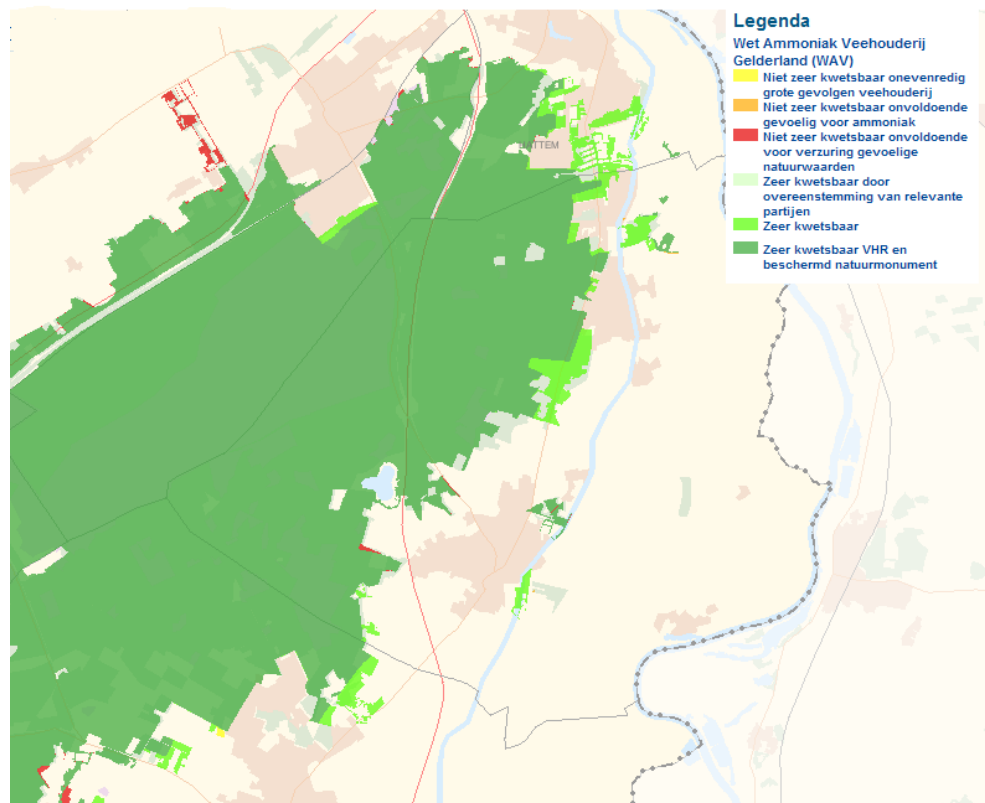 Legenda
Wet Ammoniak Veehouderij
Gelderland (WAV)
Niet zeer kwetsbaar onevenredig
grote gevolgen veehouderij
Niet zeer kwetsbaar onvoldoende
gevoelig voor ammoniak
Niet zeer kwetsbaar onvoldoende
voor verzuring gevoelige
natuurwaarden
Zeer kwetsbaar door
overeenstemming van relevante
partijen
Zeer kwetsbaar
Zeer kwetsbaar VHR en
beschermd natuurmonument